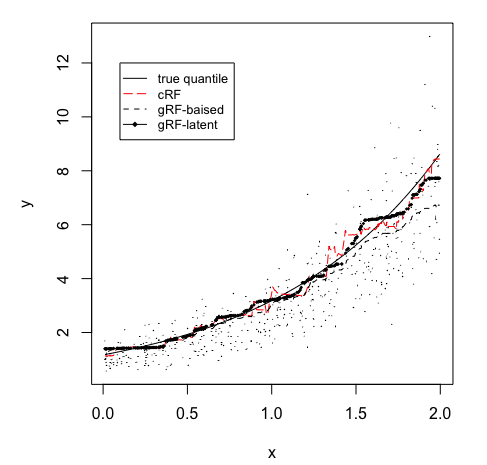 12
10
8
6
4
2
y
true quantile
cRF
gRF-baised
gRF-latent
0.0 0.5 1.0 1.5 2.0
x